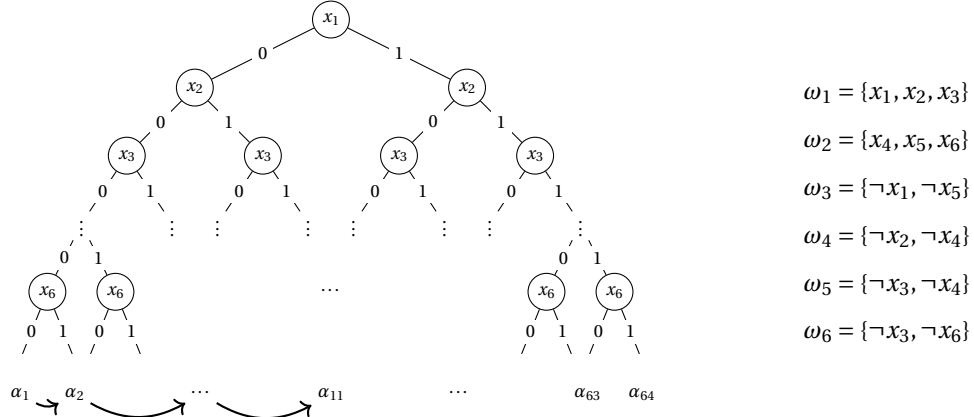 x₁
0 1
x₂ x₂
0 1 0 1
x₃ x₃ x₃ x₃
0 1 0 1 0 1 0 1
⋮ ⋮ ⋮ ⋮ ⋮ ⋮ ⋮ ⋮
0 1 0 1
x₆ x₆ ... x₆ x₆
0 1 0 1 0 1 0 1
α₁ α₂ ... α₁₁ ... α₆₃ α₆₄
ω₁ = {x₁, x₂, x₃}
ω₂ = {x₄, x₅, x₆}
ω₃ = {¬x₁, ¬x₅}
ω₄ = {¬x₂, ¬x₄}
ω₅ = {¬x₃, ¬x₄}
ω₆ = {¬x₃, ¬x₆}